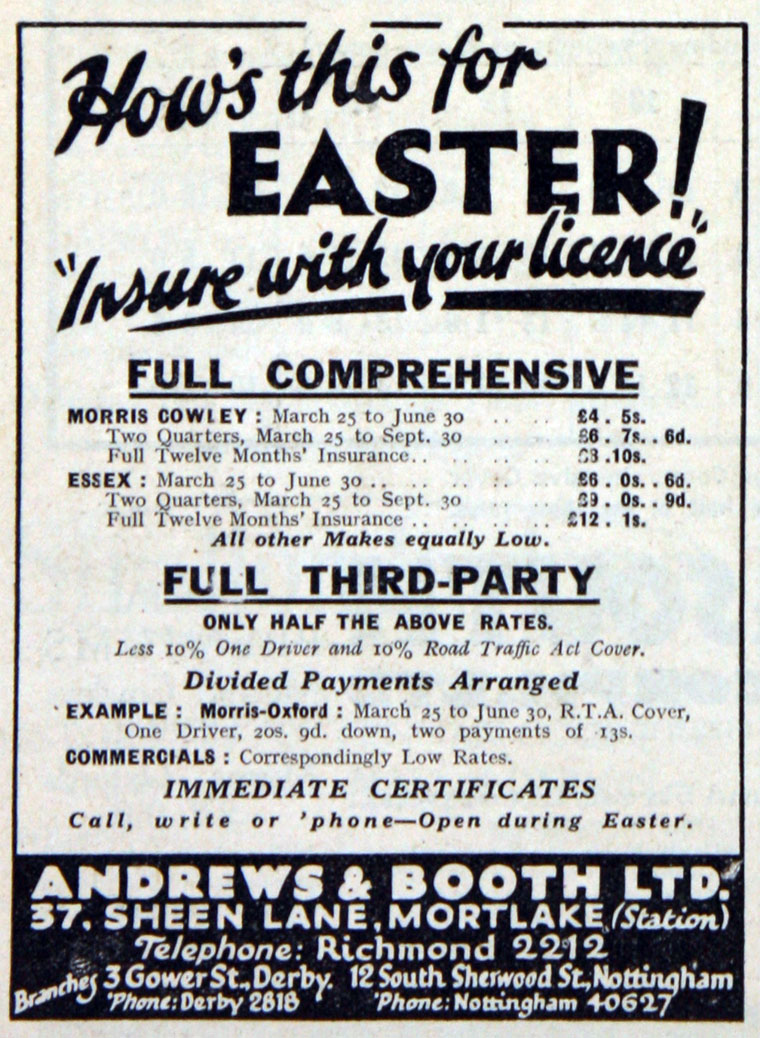 How's this for
EASTER!
"Insure with your licence"
FULL COMPREHENSIVE
MORRIS COWLEY : March 25 to June 30 .. .. £4 . 5s.
Two Quarters, March 25 to Sept. 30 £6 . 7s. . 6d.
Full Twelve Months' Insurance.. .. .. £8 .10s.
ESSEX : March 25 to June 30 .. .. .. £6 . 0s. . 6d.
Two Quarters, March 25 to Sept. 30 .. £9 . 0s. . 9d.
Full Twelve Months' Insurance .. .. .. .. £12 . 1s.
All other Makes equally Low.
FULL THIRD-PARTY
ONLY HALF THE ABOVE RATES.
Less 10% One Driver and 10% Road Traffic Act Cover.
Divided Payments Arranged
EXAMPLE : Morris-Oxford : March 25 to June 30, R.T.A. Cover,
One Driver, 20s. 9d. down, two payments of 13s.
COMMERCIALS : Correspondingly Low Rates.
IMMEDIATE CERTIFICATES
Call, write or 'phone—Open during Easter.
ANDREWS & BOOTH LTD.
37, SHEEN LANE, MORTLAKE (Station)
Telephone: Richmond 2212
Branches 3 Gower St., Derby. 12 South Sherwood St., Nottingham
'Phone: Derby 2818 'Phone: Nottingham 40627